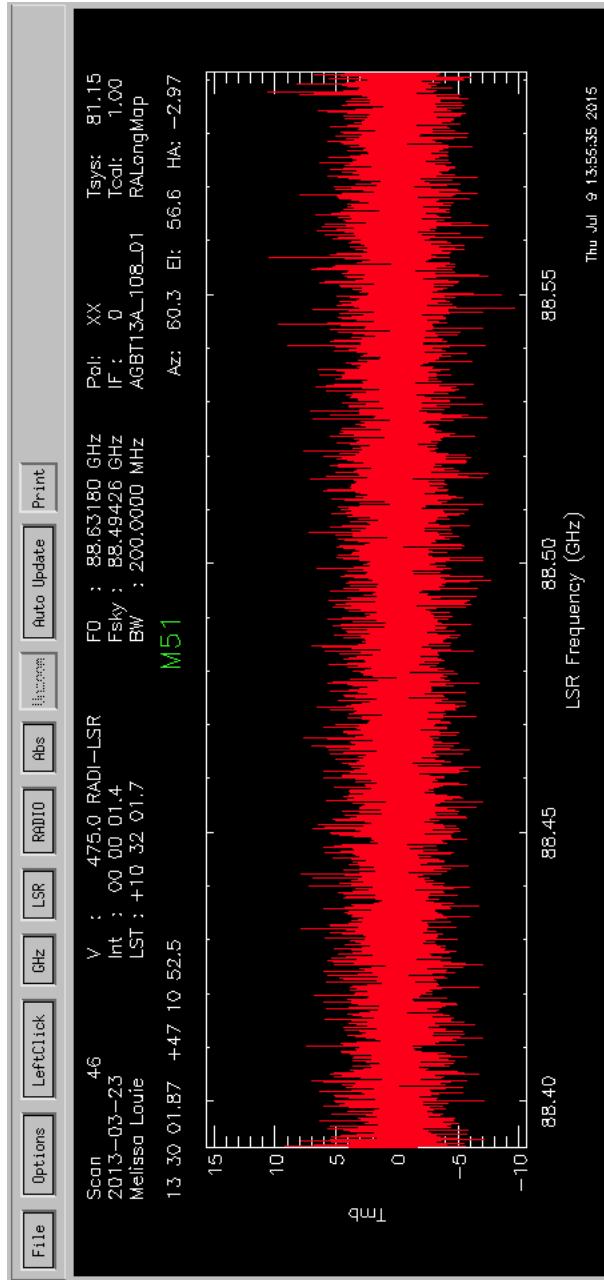 File Options LeftClick GHz LSR RADIO Abs Unzoom Auto Update Print
Scan 46 V : 475.0 RADI-LSR F0 : 88.63180 GHz Pol: XX Tsys: 81.15
2013-03-23 Int : 00 00 01.4 Fsky : 88.49426 GHz IF : 0 Tcal: 1.00
Melissa Louie LST : +10 32 01.7 BW : 200.0000 MHz AGBT13A_108_01 RALongMap
13 30 01.87 +47 10 52.5 M51 Az: 60.3 El: 56.6 HA: -2.97
15
10
5
0
-5
-10
Tmb
88.40 88.45 88.50 88.55
LSR Frequency (GHz)
Thu Jul 9 13:55:35 2015